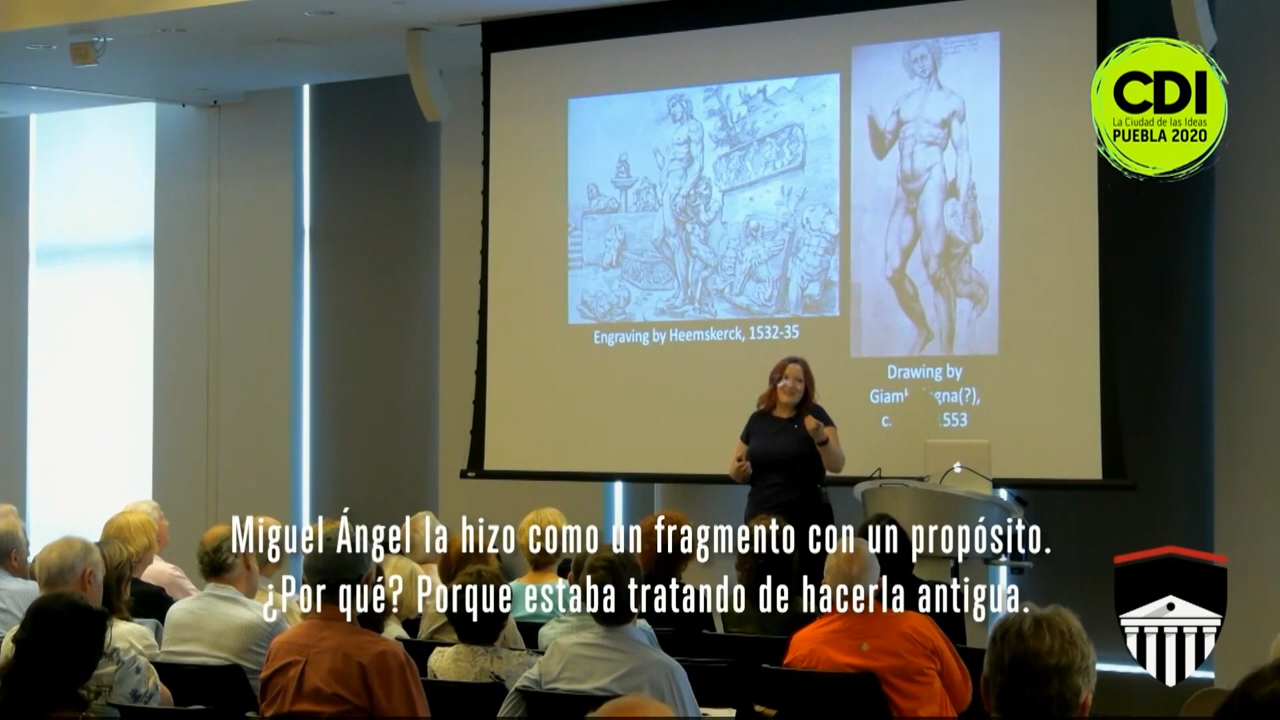 CDI
La Ciudad de las Ideas
PUEBLA 2020
Engraving by Heemskerck, 1532-35
Drawing by
c.
Miguel Ángel la hizo como un fragmento con un propósito.
¿Por qué? Porque estaba tratando de hacerla antigua.